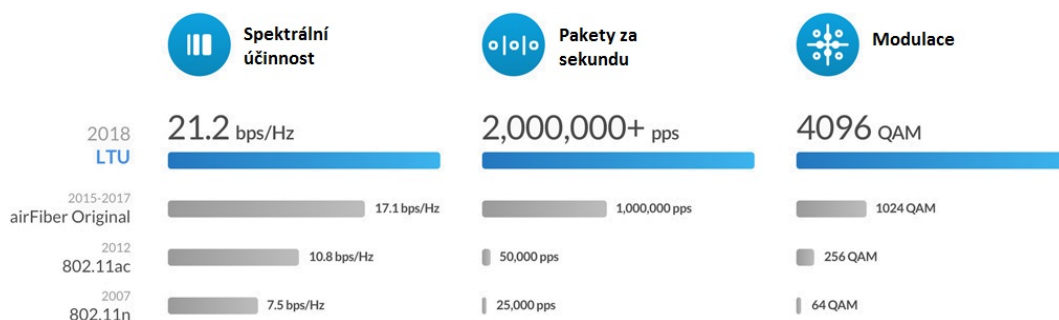 Spektrální
účinnost
Pakety za
sekundu
Modulace
2018
LTU
21.2 bps/Hz
2,000,000+ pps
4096 QAM
2015-2017
airFiber Original
17.1 bps/Hz
1,000,000 pps
1024 QAM
2012
802.11ac
10.8 bps/Hz
50,000 pps
256 QAM
2007
802.11n
7.5 bps/Hz
25,000 pps
64 QAM